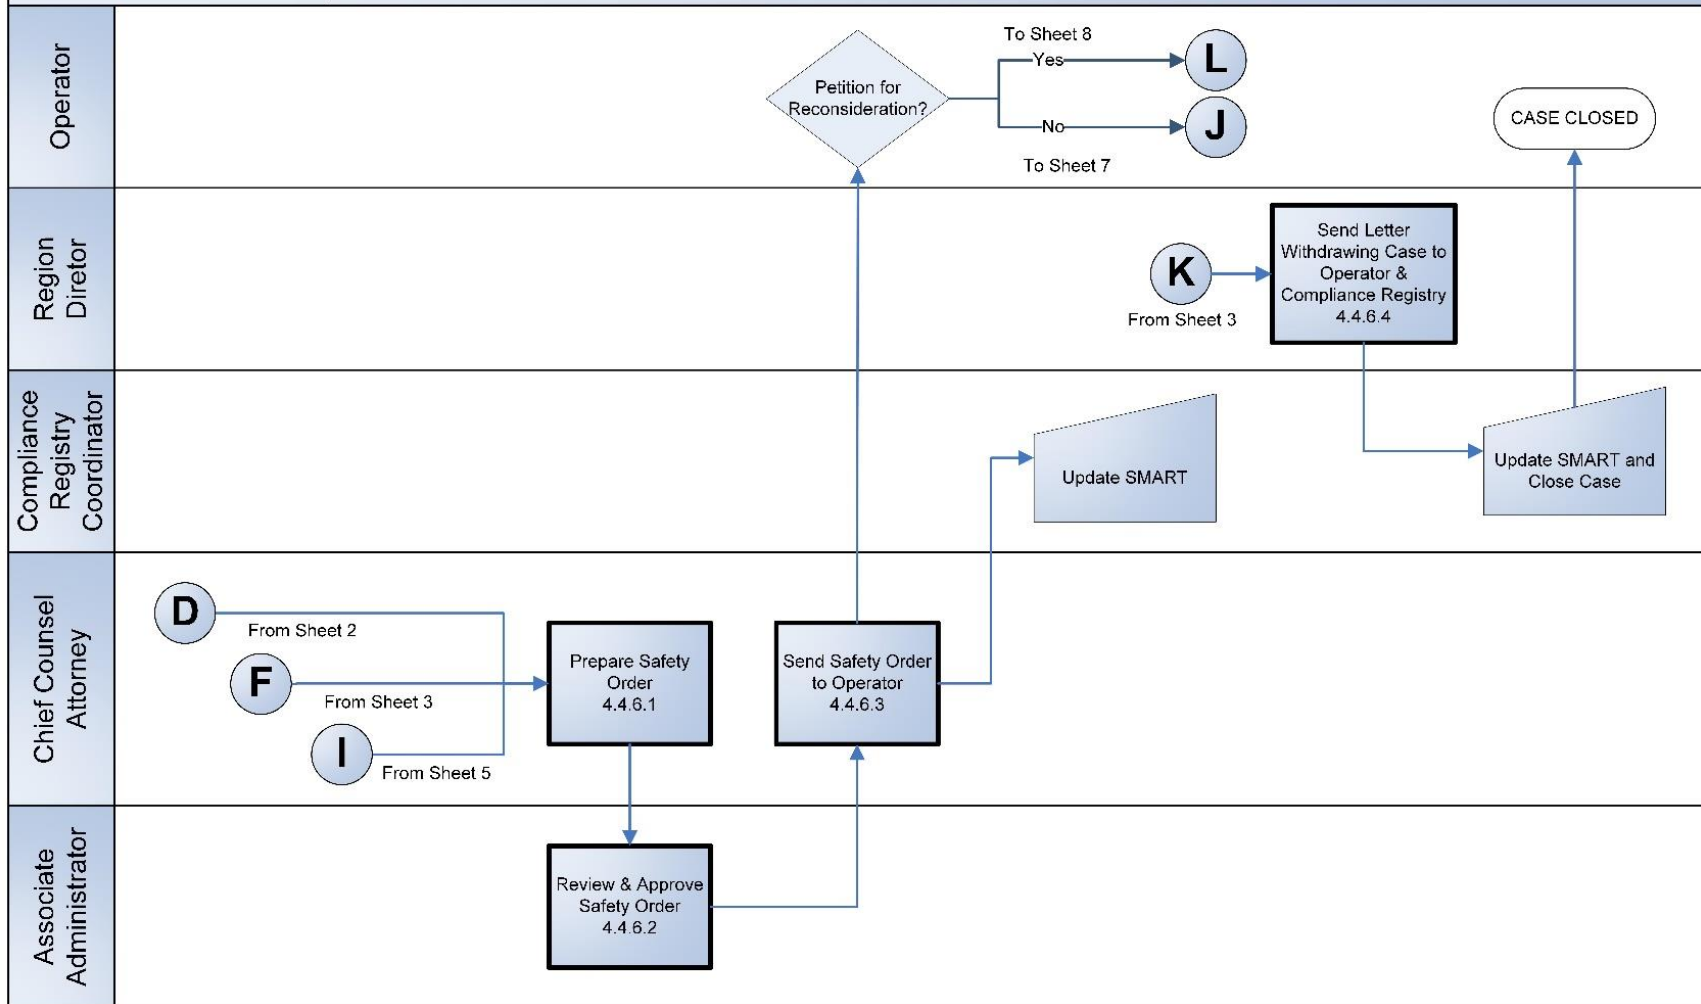 Operator
Petition for
Reconsideration?
To Sheet 8
Yes
L
No
J
To Sheet 7
CASE CLOSED
Region
Diretor
K
From Sheet 3
Send Letter
Withdrawing Case to
Operator &
Compliance Registry
4.4.6.4
Compliance
Registry
Coordinator
Update SMART
Update SMART and
Close Case
Chief Counsel
Attorney
D
From Sheet 2
F
From Sheet 3
I
From Sheet 5
Prepare Safety
Order
4.4.6.1
Send Safety Order
to Operator
4.4.6.3
Associate
Administrator
Review & Approve
Safety Order
4.4.6.2